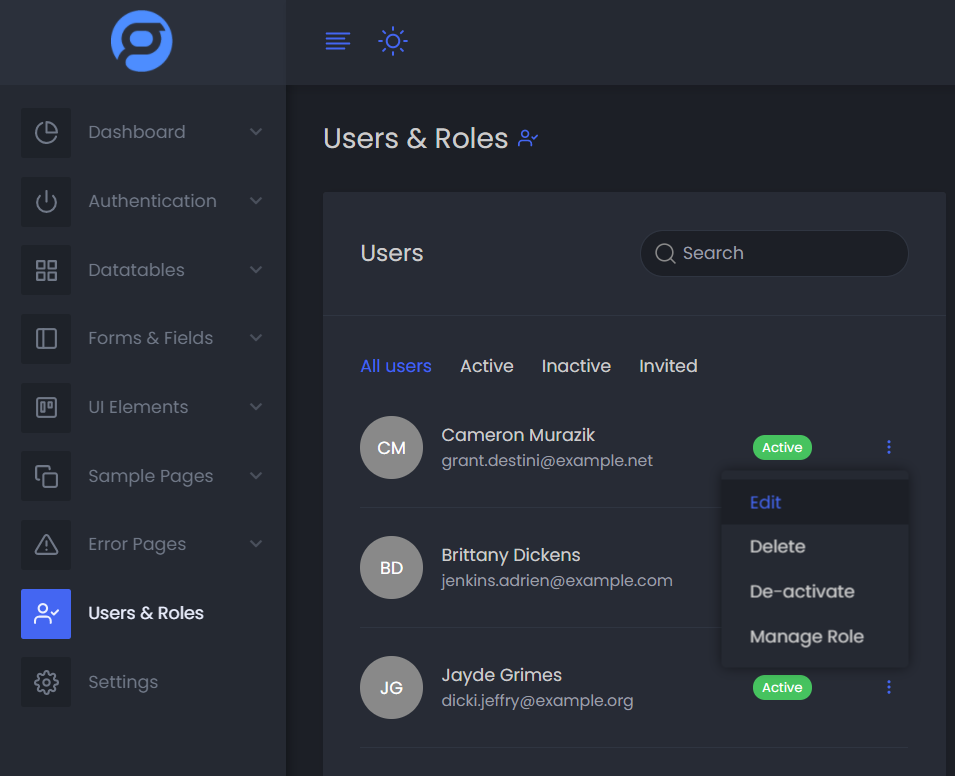 Dashboard
Authentication
Datatables
Forms & Fields
UI Elements
Sample Pages
Error Pages
Users & Roles
Settings
Users & Roles
Users
Search
All users Active Inactive Invited
CM
Cameron Murazik
grant.destini@example.net
Active
Edit
Delete
De-activate
Manage Role
BD
Brittany Dickens
jenkins.adrien@example.com
JG
Jayde Grimes
dicki.jeffry@example.org
Active